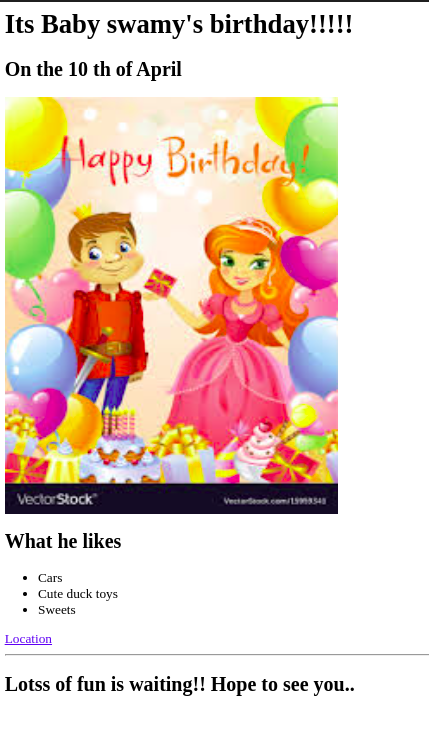 Its Baby swamy's birthday!!!!!
On the 10 th of April
Happy Birthday!
VectorStock®
VectorStock.com/15959340
What he likes
Cars
Cute duck toys
Sweets
Location
Lotss of fun is waiting!! Hope to see you..